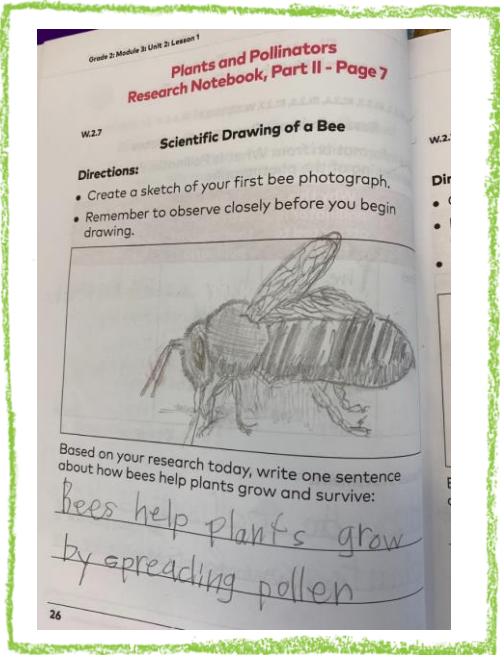 Grade 2: Module 3: Unit 2: Lesson 1
Plants and Pollinators
Research Notebook, Part II - Page 7
W.2.7
Scientific Drawing of a Bee
Directions:
• Create a sketch of your first bee photograph.
• Remember to observe closely before you begin
drawing.
Based on your research today, write one sentence
about how bees help plants grow and survive:
Bees help plants grow
by spreading pollen
26
W.2.
Dir